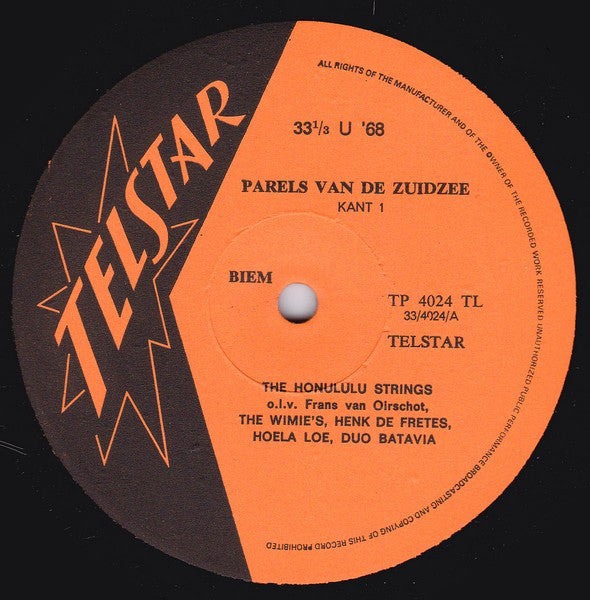 TELSTAR
ALL RIGHTS OF THE MANUFACTURER AND OF THE OWNER OF THE RECORDED WORK RESERVED UNAUTHORIZED PUBLIC PERFORMANCE BROADCASTING AND COPYING OF THIS RECORD PROHIBITED
33¹/₃ U '68
PARELS VAN DE ZUIDZEE
KANT 1
BIEM
TP 4024 TL
33/4024/A
TELSTAR
THE HONULULU STRINGS
o.l.v. Frans van Oirschot,
THE WIMIE'S, HENK DE FRETES,
HOELA LOE, DUO BATAVIA